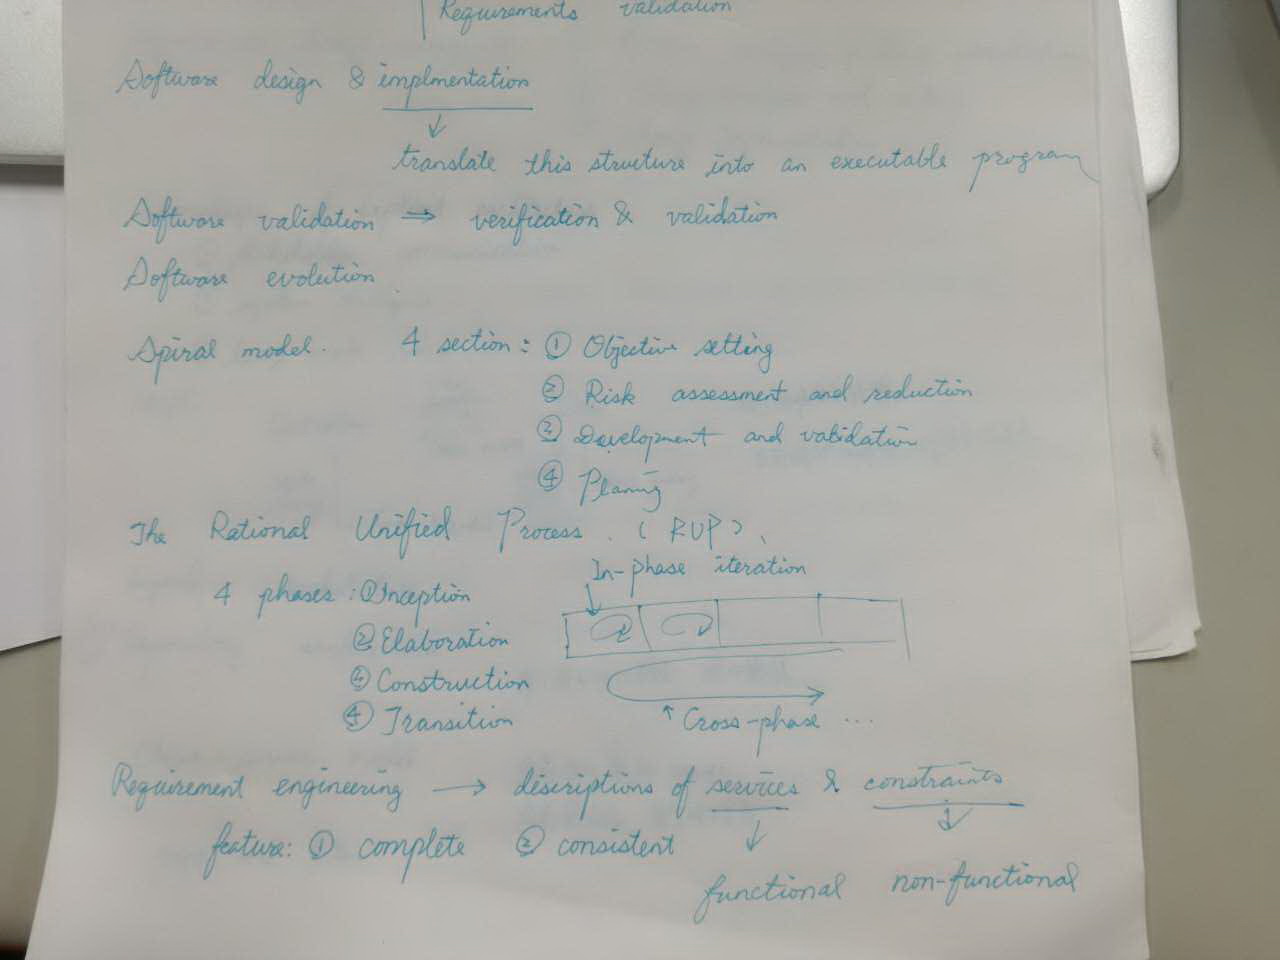 Requirements validation
Software design & implmentation
↓
translate this structure into an executable program
Software validation → verification & validation
Software evolution.
Spiral model. 4 section: ① Objective setting
② Risk assessment and reduction
③ Development and validation
④ Planing
The Rational Unified Process. (RUP).
In-phase iteration
4 phases: ① Inception
② Elaboration
③ Construction
④ Transition
↑ Cross-phase ...
Requirement engineering → discriptions of services & constraints
feature: ① complete ② consistent
functional non-functional